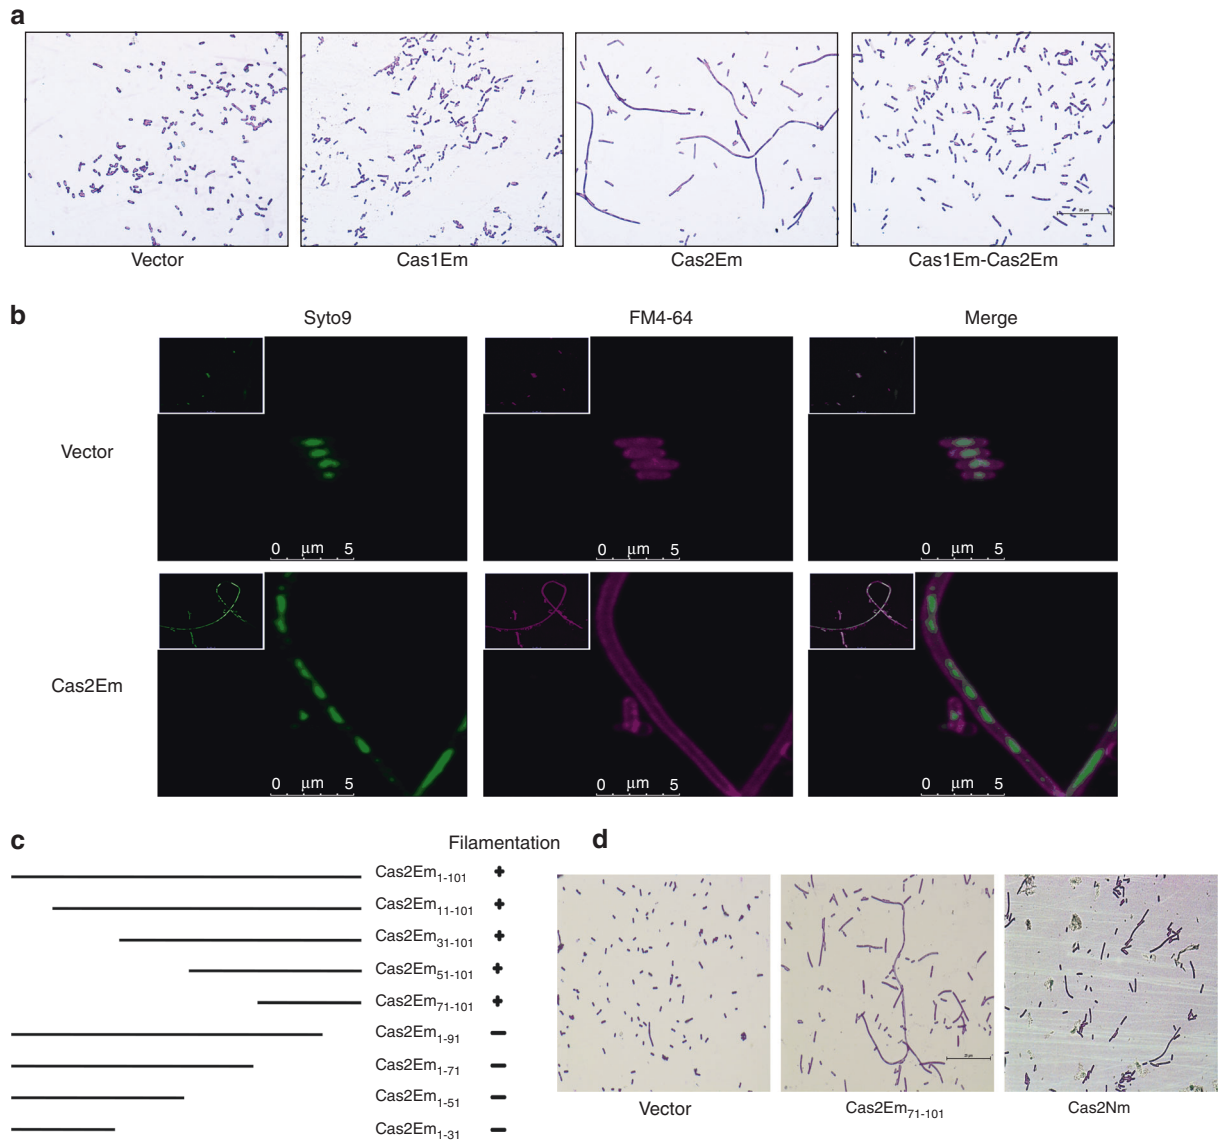 a
Vector
Cas1Em
Cas2Em
Cas1Em-Cas2Em
b
Syto9
FM4-64
Merge
Vector
0 μm 5
0 μm 5
0 μm 5
Cas2Em
0 μm 5
0 μm 5
0 μm 5
c
Filamentation
Cas2Em1-101 +
Cas2Em11-101 +
Cas2Em31-101 +
Cas2Em51-101 +
Cas2Em71-101 +
Cas2Em1-91 −
Cas2Em1-71 −
Cas2Em1-51 −
Cas2Em1-31 −
d
Vector
Cas2Em71-101
Cas2Nm